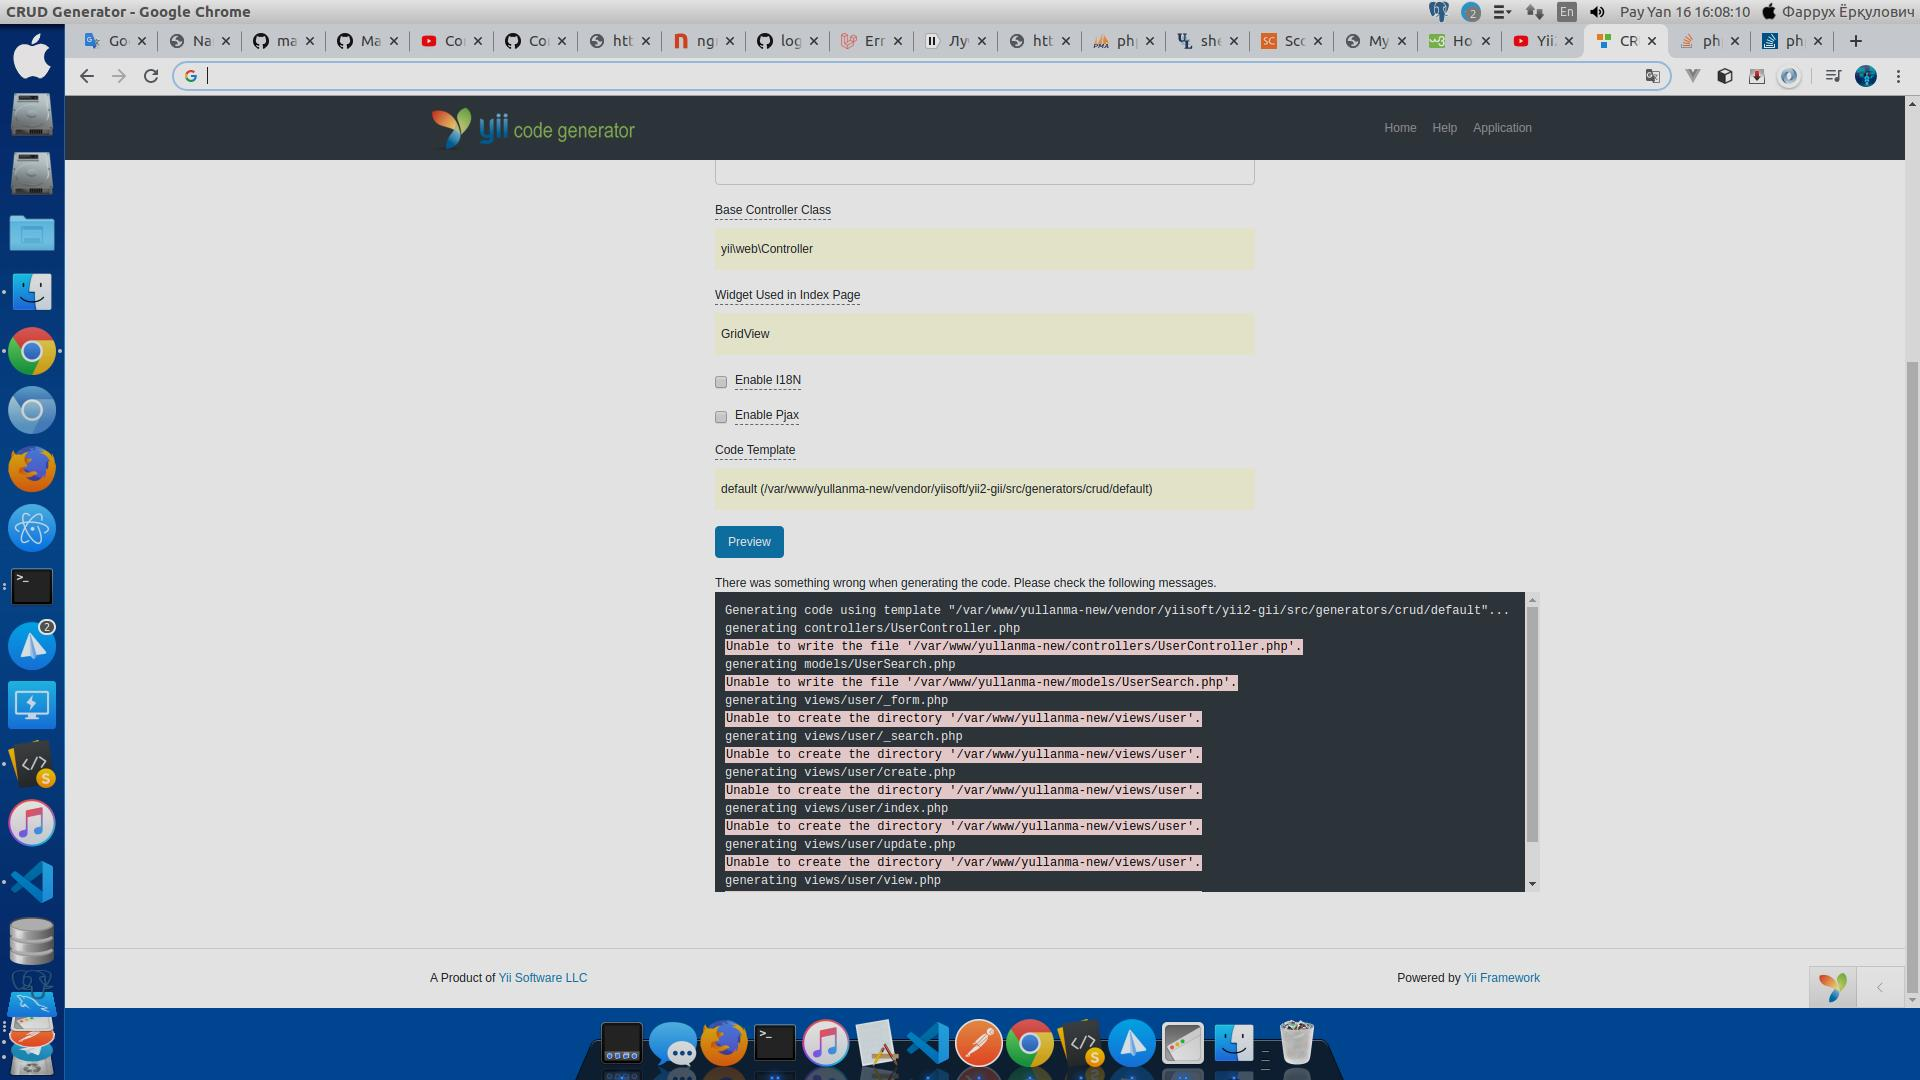 CRUD Generator - Google Chrome
2
En
Pay Yan 16 16:08:10
Фаррух Ёркулович
Go
Na
ma
Ma
Co
Co
htt
ngr
log
Err
Лу
htt
ph
she
Sco
My
Ho
Yii
CR
ph
ph
yii code generator
Home
Help
Application
Base Controller Class
yii\web\Controller
Widget Used in Index Page
GridView
Enable I18N
Enable Pjax
Code Template
default (/var/www/yullanma-new/vendor/yiisoft/yii2-gii/src/generators/crud/default)
Preview
There was something wrong when generating the code. Please check the following messages.
Generating code using template "/var/www/yullanma-new/vendor/yiisoft/yii2-gii/src/generators/crud/default"...
generating controllers/UserController.php
Unable to write the file '/var/www/yullanma-new/controllers/UserController.php'.
generating models/UserSearch.php
Unable to write the file '/var/www/yullanma-new/models/UserSearch.php'.
generating views/user/_form.php
Unable to create the directory '/var/www/yullanma-new/views/user'.
generating views/user/_search.php
Unable to create the directory '/var/www/yullanma-new/views/user'.
generating views/user/create.php
Unable to create the directory '/var/www/yullanma-new/views/user'.
generating views/user/index.php
Unable to create the directory '/var/www/yullanma-new/views/user'.
generating views/user/update.php
Unable to create the directory '/var/www/yullanma-new/views/user'.
generating views/user/view.php
A Product of Yii Software LLC
Powered by Yii Framework
2